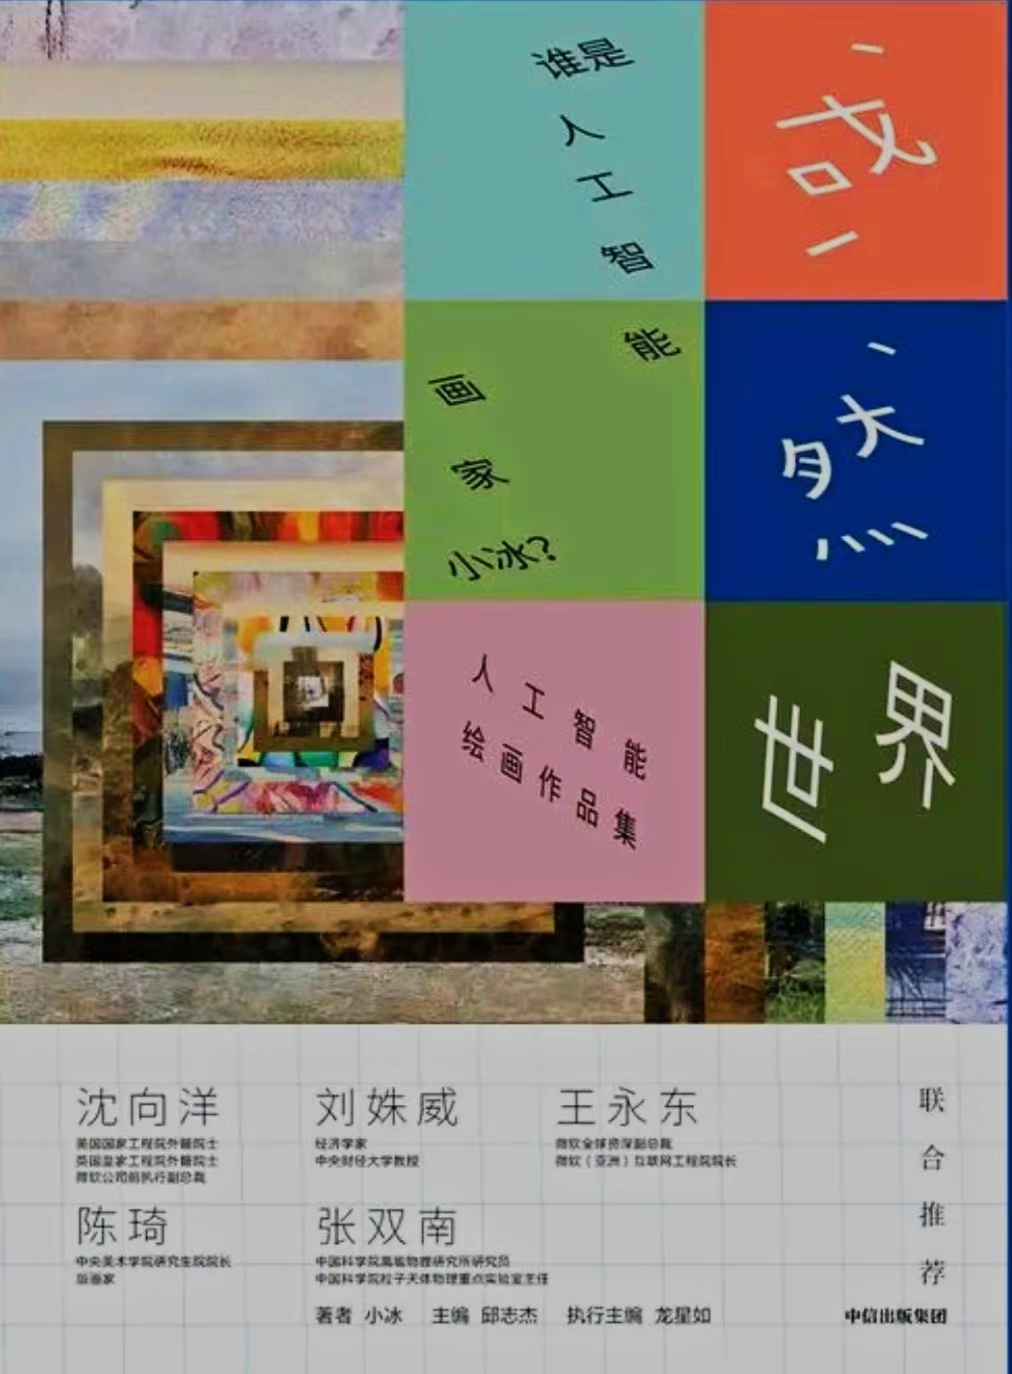 或
然
世界
谁是
人
工
智
能
画
家
小冰?
人工智能
绘画作品集
沈向洋
美国国家工程院外籍院士
英国皇家工程院外籍院士
微软公司前执行副总裁
刘姝威
经济学家
中央财经大学教授
王永东
微软全球资深副总裁
微软（亚洲）互联网工程院院长
陈琦
中央美术学院研究生院院长
版画家
张双南
中国科学院高能物理研究所研究员
中国科学院粒子天体物理重点实验室主任
联合推荐
著者 小冰 主编 邱志杰 执行主编 龙星如
中信出版集团